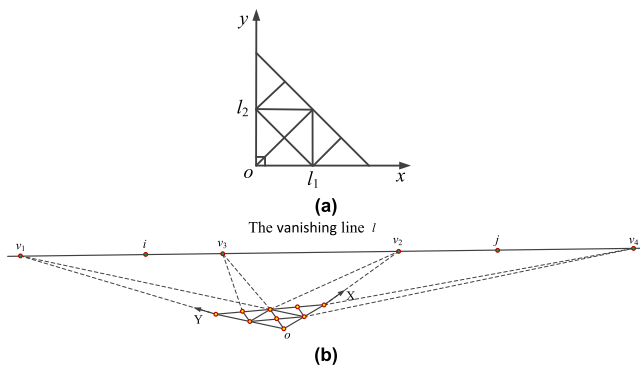 y
l2
o
l1
x
(a)
The vanishing line l
v1 i v3 v2 j v4
X
Y
o
(b)